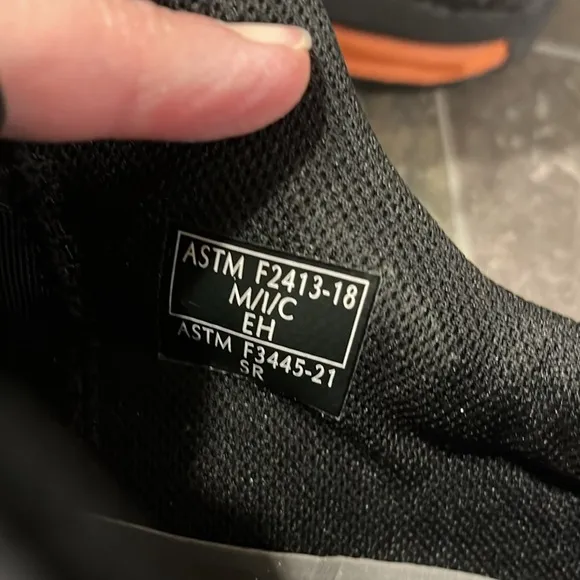 ASTM F2413-18
M/I/C
EH
ASTM F3445-21
SR